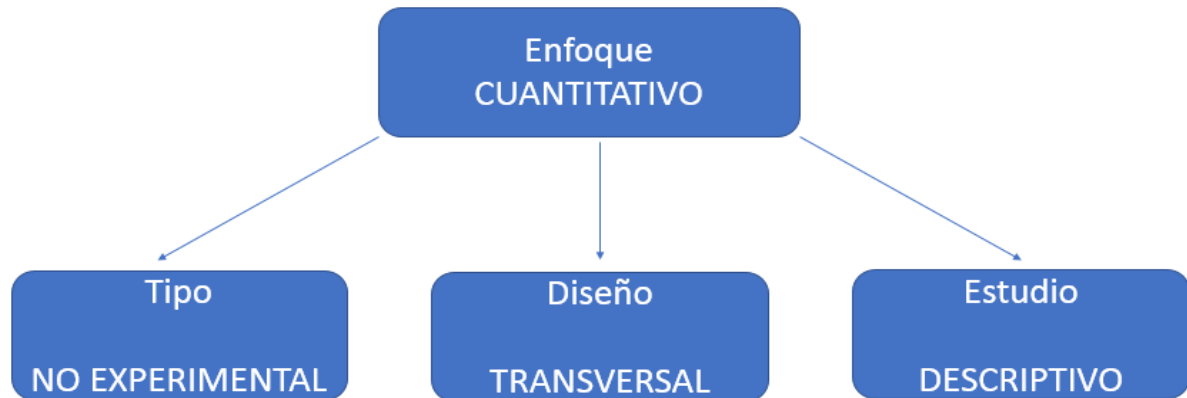 Enfoque
CUANTITATIVO
Tipo
NO EXPERIMENTAL
Diseño
TRANSVERSAL
Estudio
DESCRIPTIVO